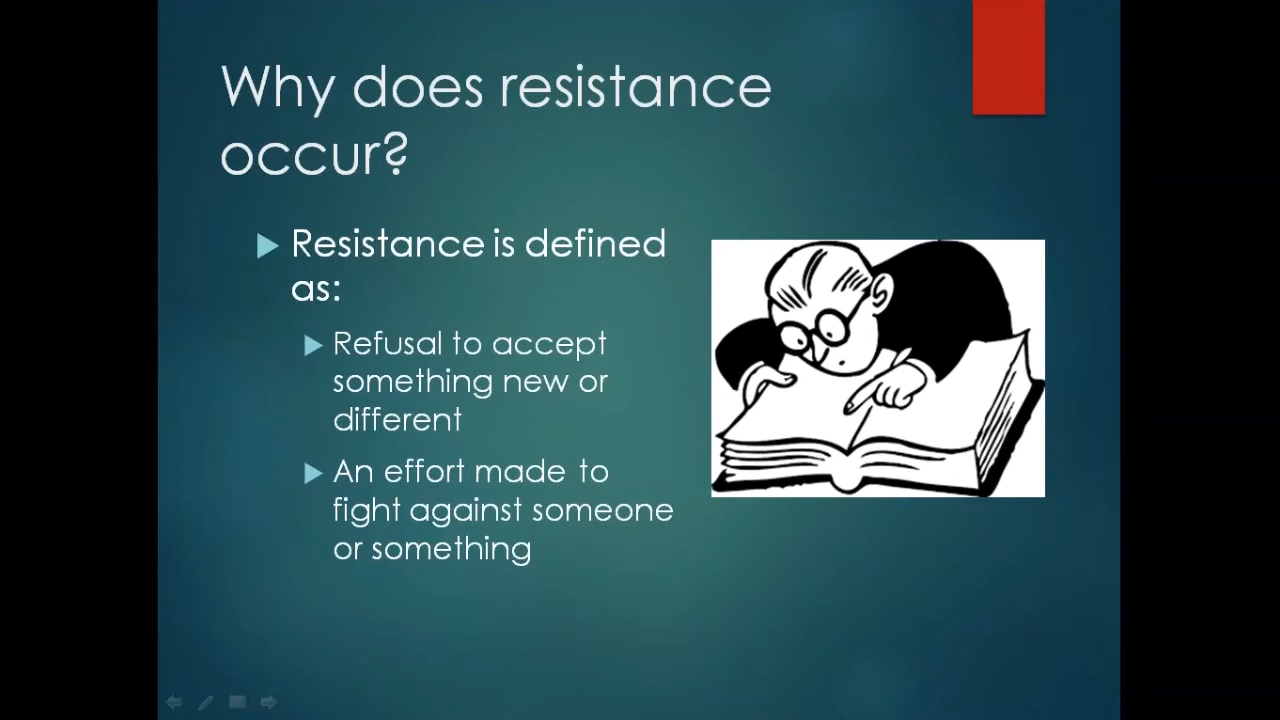 Why does resistance
occur?
Resistance is defined
as:
Refusal to accept
something new or
different
An effort made to
fight against someone
or something